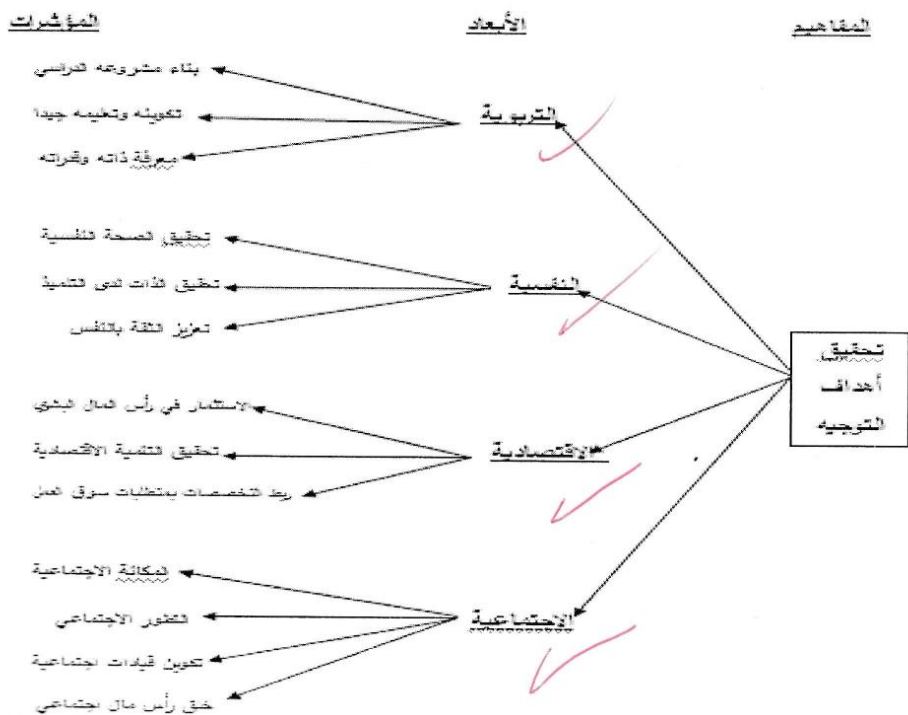 المفاهيم
الأبعاد
المؤشرات
تحقيق
أهداف
التوجيه
التربوية
بناء مشروعه الدراسي
تكوينه وتعليمه جيدا
معرفة ذاته وقدراته
النفسية
تحقيق الصحة النفسية
تحقيق الذات لدى التلميذ
تعزيز الثقة بالنفس
الاقتصادية
الاستثمار في رأس المال البشري
تحقيق التنمية الاقتصادية
ربط التخصصات بمتطلبات سوق العمل
الاجتماعية
المكانة الاجتماعية
التطور الاجتماعي
تكوين قيادات اجتماعية
خلق رأس مال اجتماعي